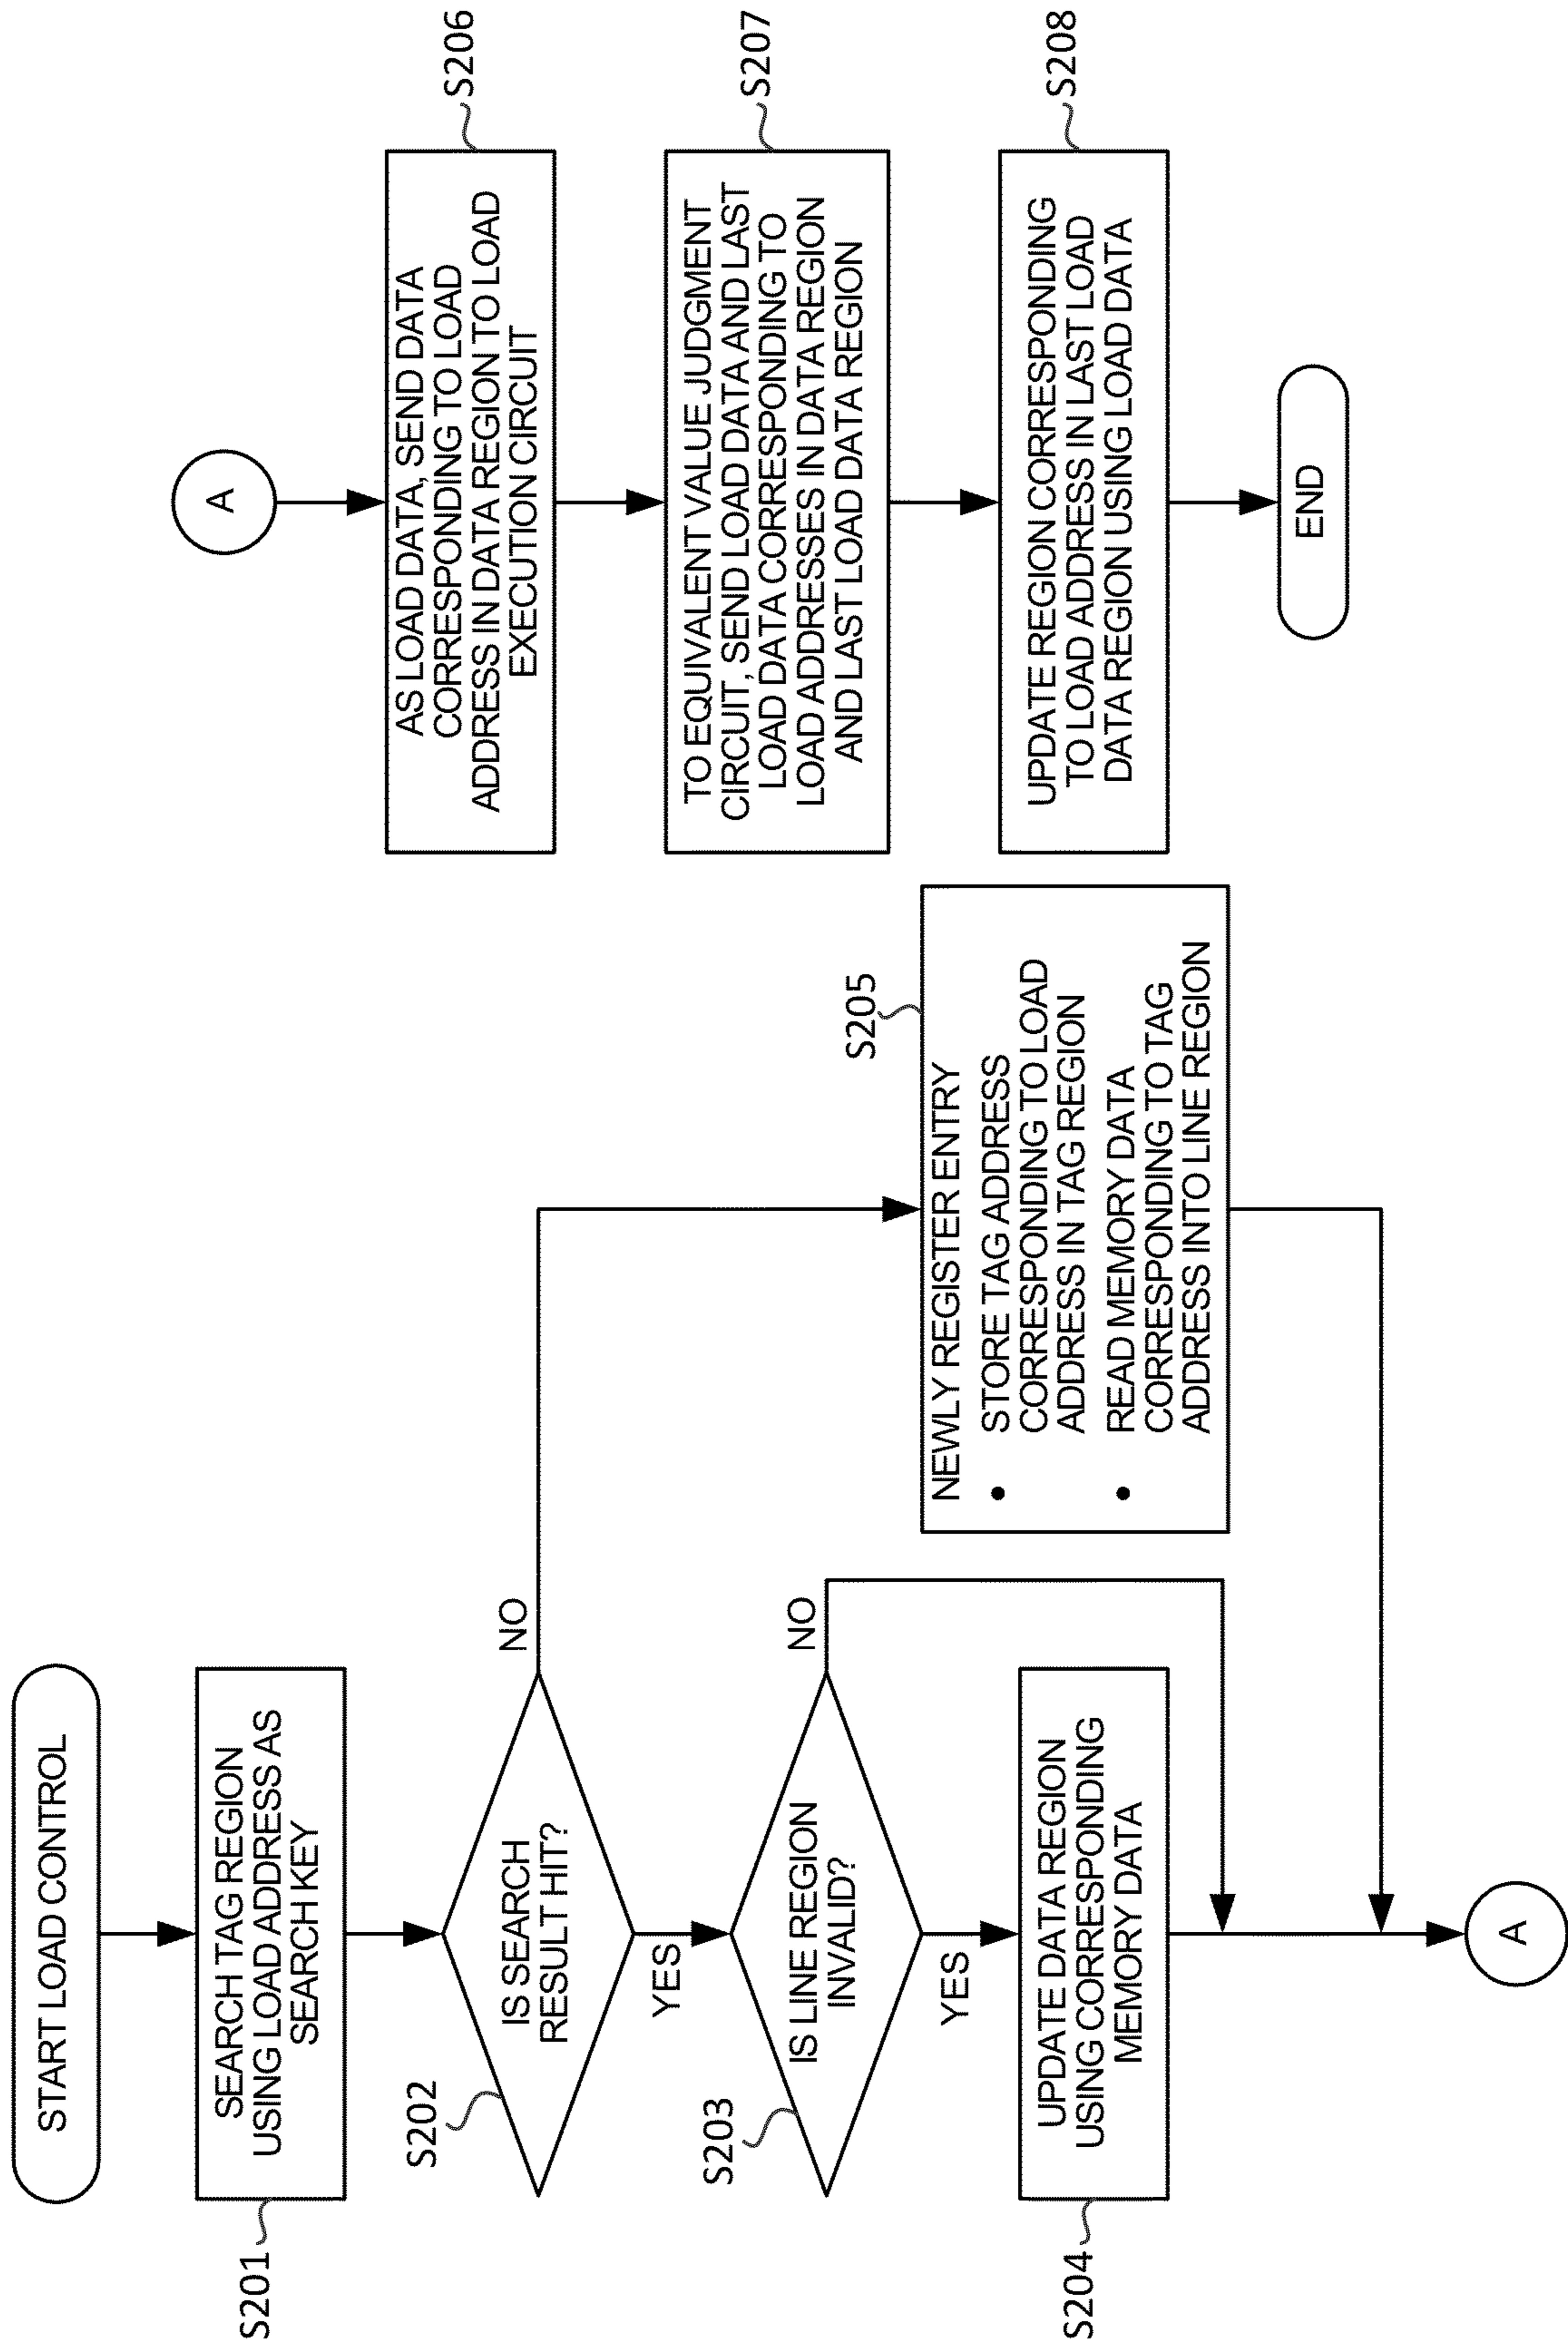 START LOAD CONTROL
S201
SEARCH TAG REGION
USING LOAD ADDRESS AS
SEARCH KEY
S202
IS SEARCH
RESULT HIT?
NO
YES
S203
IS LINE REGION
INVALID?
NO
YES
S204
UPDATE DATA REGION
USING CORRESPONDING
MEMORY DATA
S205
NEWLY REGISTER ENTRY
• STORE TAG ADDRESS
CORRESPONDING TO LOAD
ADDRESS IN TAG REGION
• READ MEMORY DATA
CORRESPONDING TO TAG
ADDRESS INTO LINE REGION
A
A
S206
AS LOAD DATA, SEND DATA
CORRESPONDING TO LOAD
ADDRESS IN DATA REGION TO LOAD
EXECUTION CIRCUIT
S207
TO EQUIVALENT VALUE JUDGMENT
CIRCUIT, SEND LOAD DATA AND LAST
LOAD DATA CORRESPONDING TO
LOAD ADDRESSES IN DATA REGION
AND LAST LOAD DATA REGION
S208
UPDATE REGION CORRESPONDING
TO LOAD ADDRESS IN LAST LOAD
DATA REGION USING LOAD DATA
END